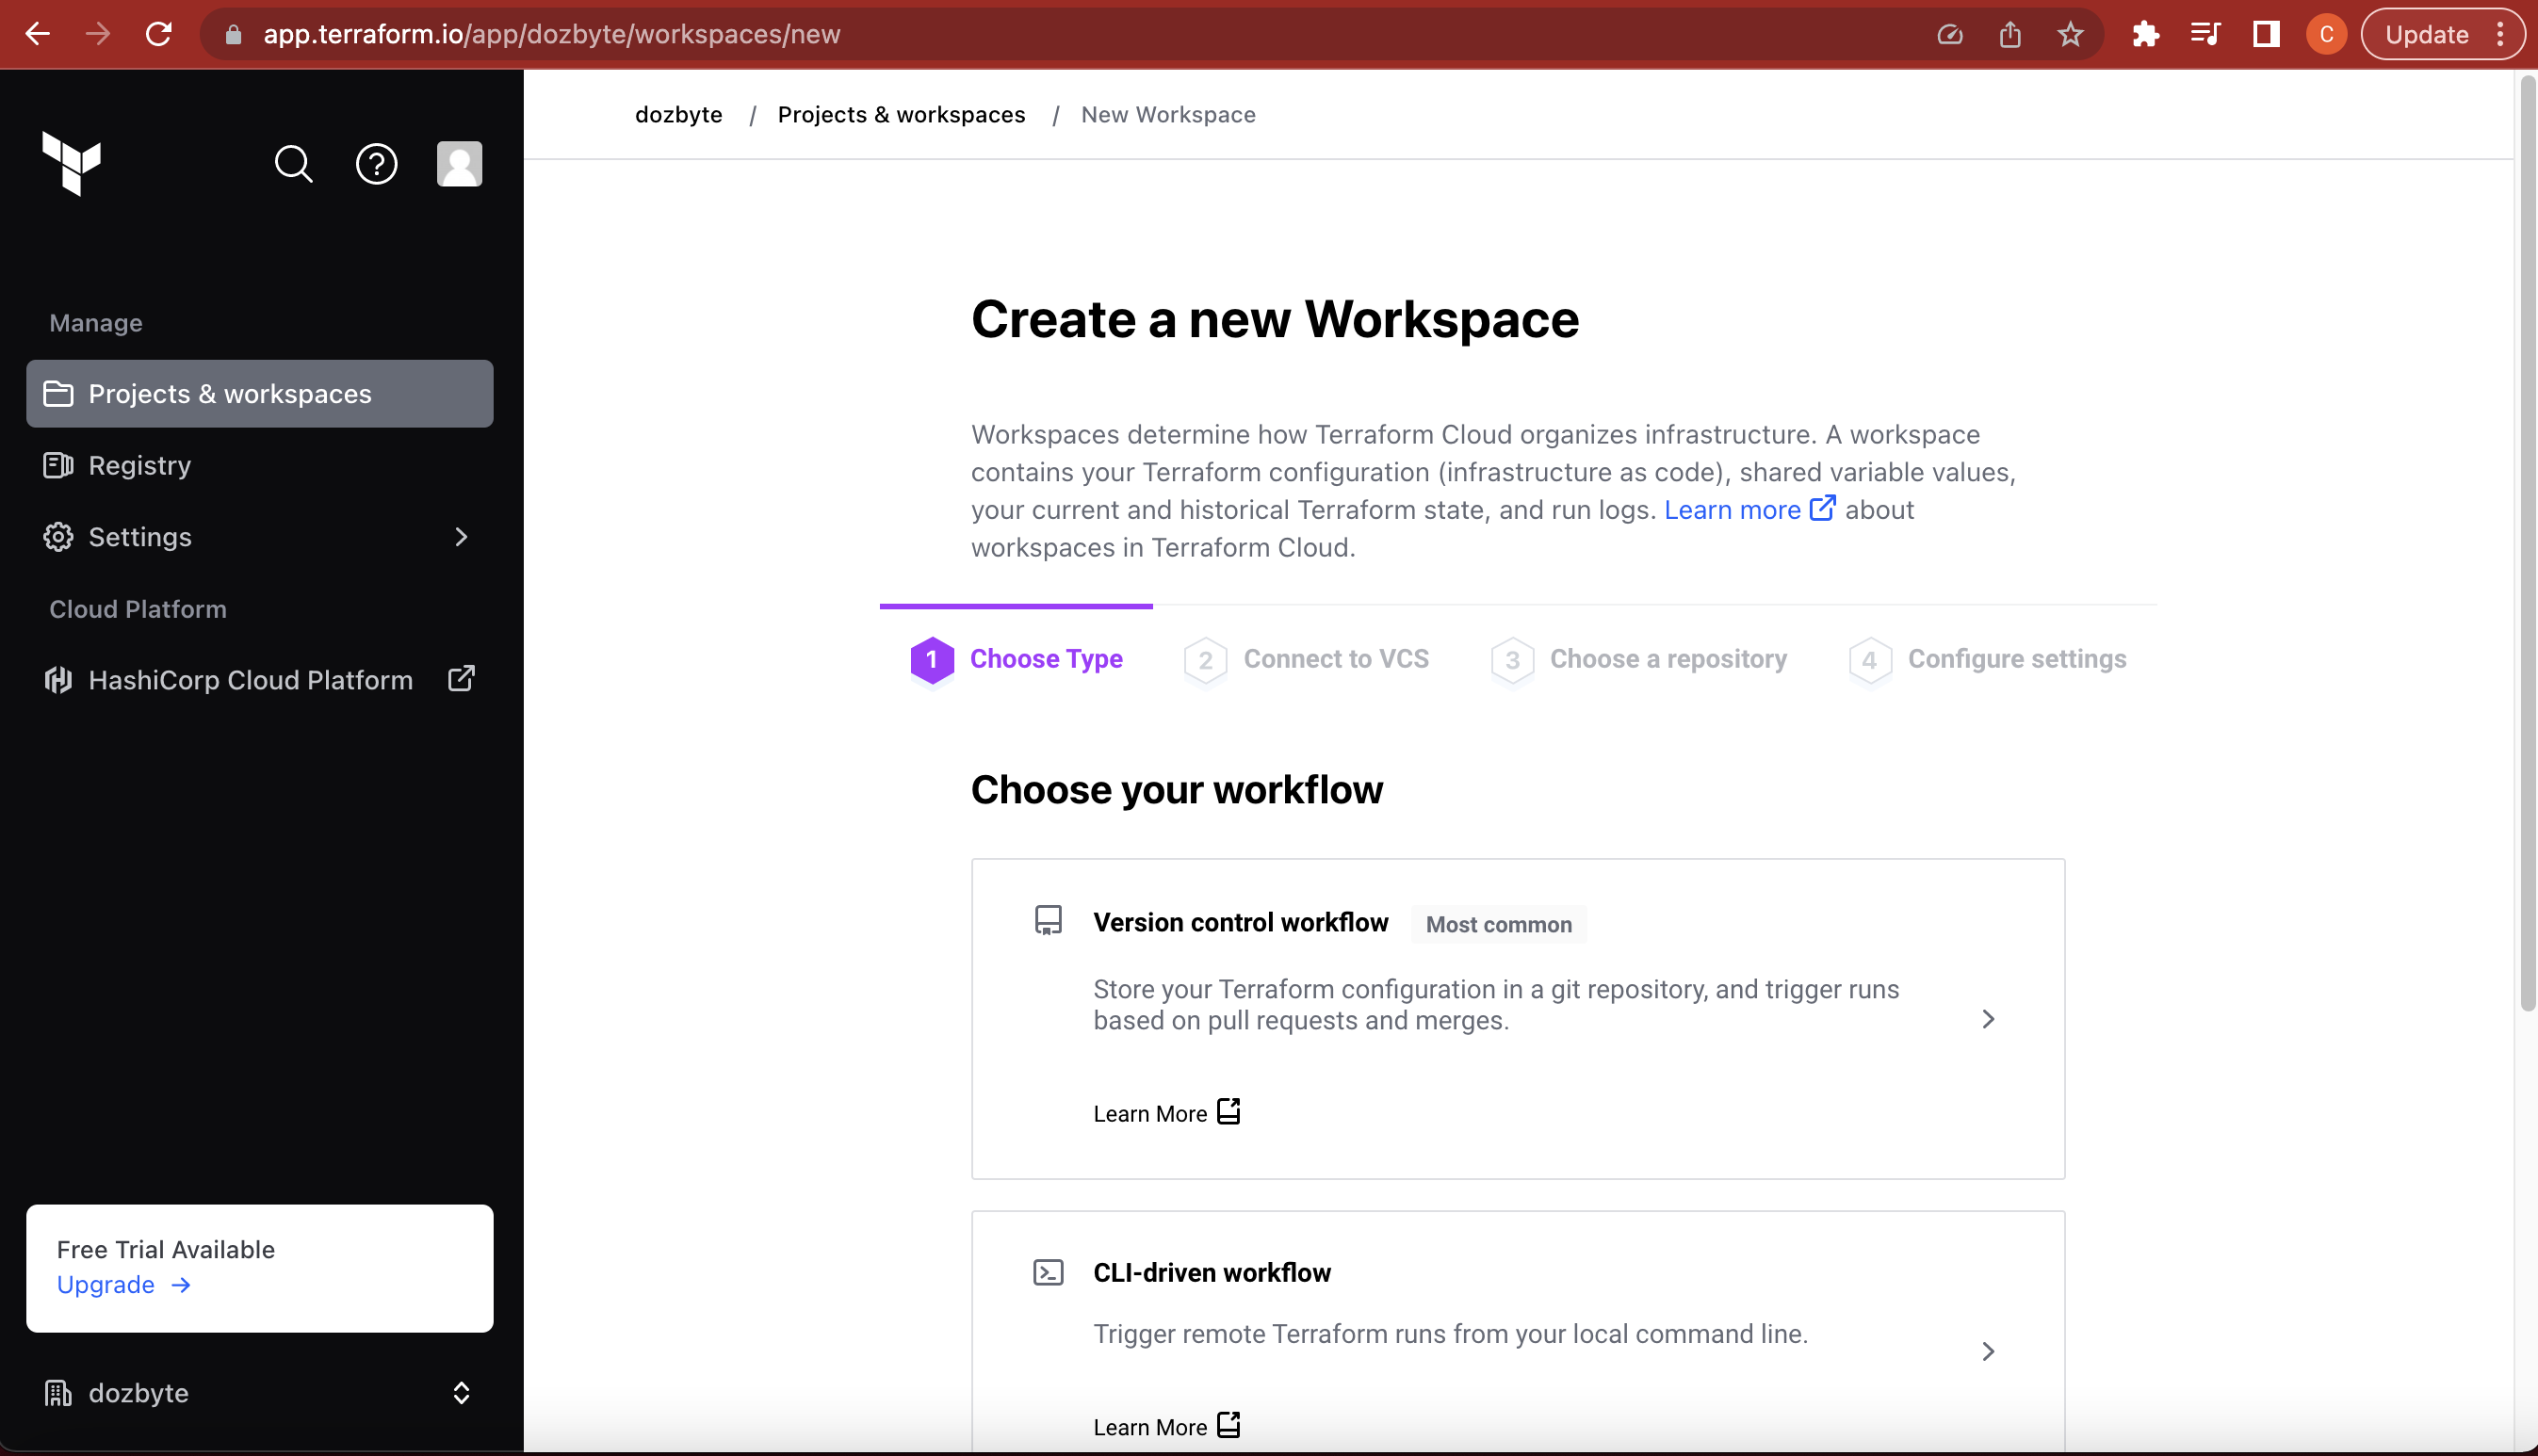 app.terraform.io/app/dozbyte/workspaces/new
C
Update
dozbyte / Projects & workspaces / New Workspace
?
Manage
Projects & workspaces
Registry
Settings
Cloud Platform
HashiCorp Cloud Platform
Free Trial Available
Upgrade →
dozbyte
Create a new Workspace
Workspaces determine how Terraform Cloud organizes infrastructure. A workspace
contains your Terraform configuration (infrastructure as code), shared variable values,
your current and historical Terraform state, and run logs. Learn more about
workspaces in Terraform Cloud.
1 Choose Type 2 Connect to VCS 3 Choose a repository 4 Configure settings
Choose your workflow
Version control workflow Most common
Store your Terraform configuration in a git repository, and trigger runs
based on pull requests and merges.
Learn More
CLI-driven workflow
Trigger remote Terraform runs from your local command line.
Learn More